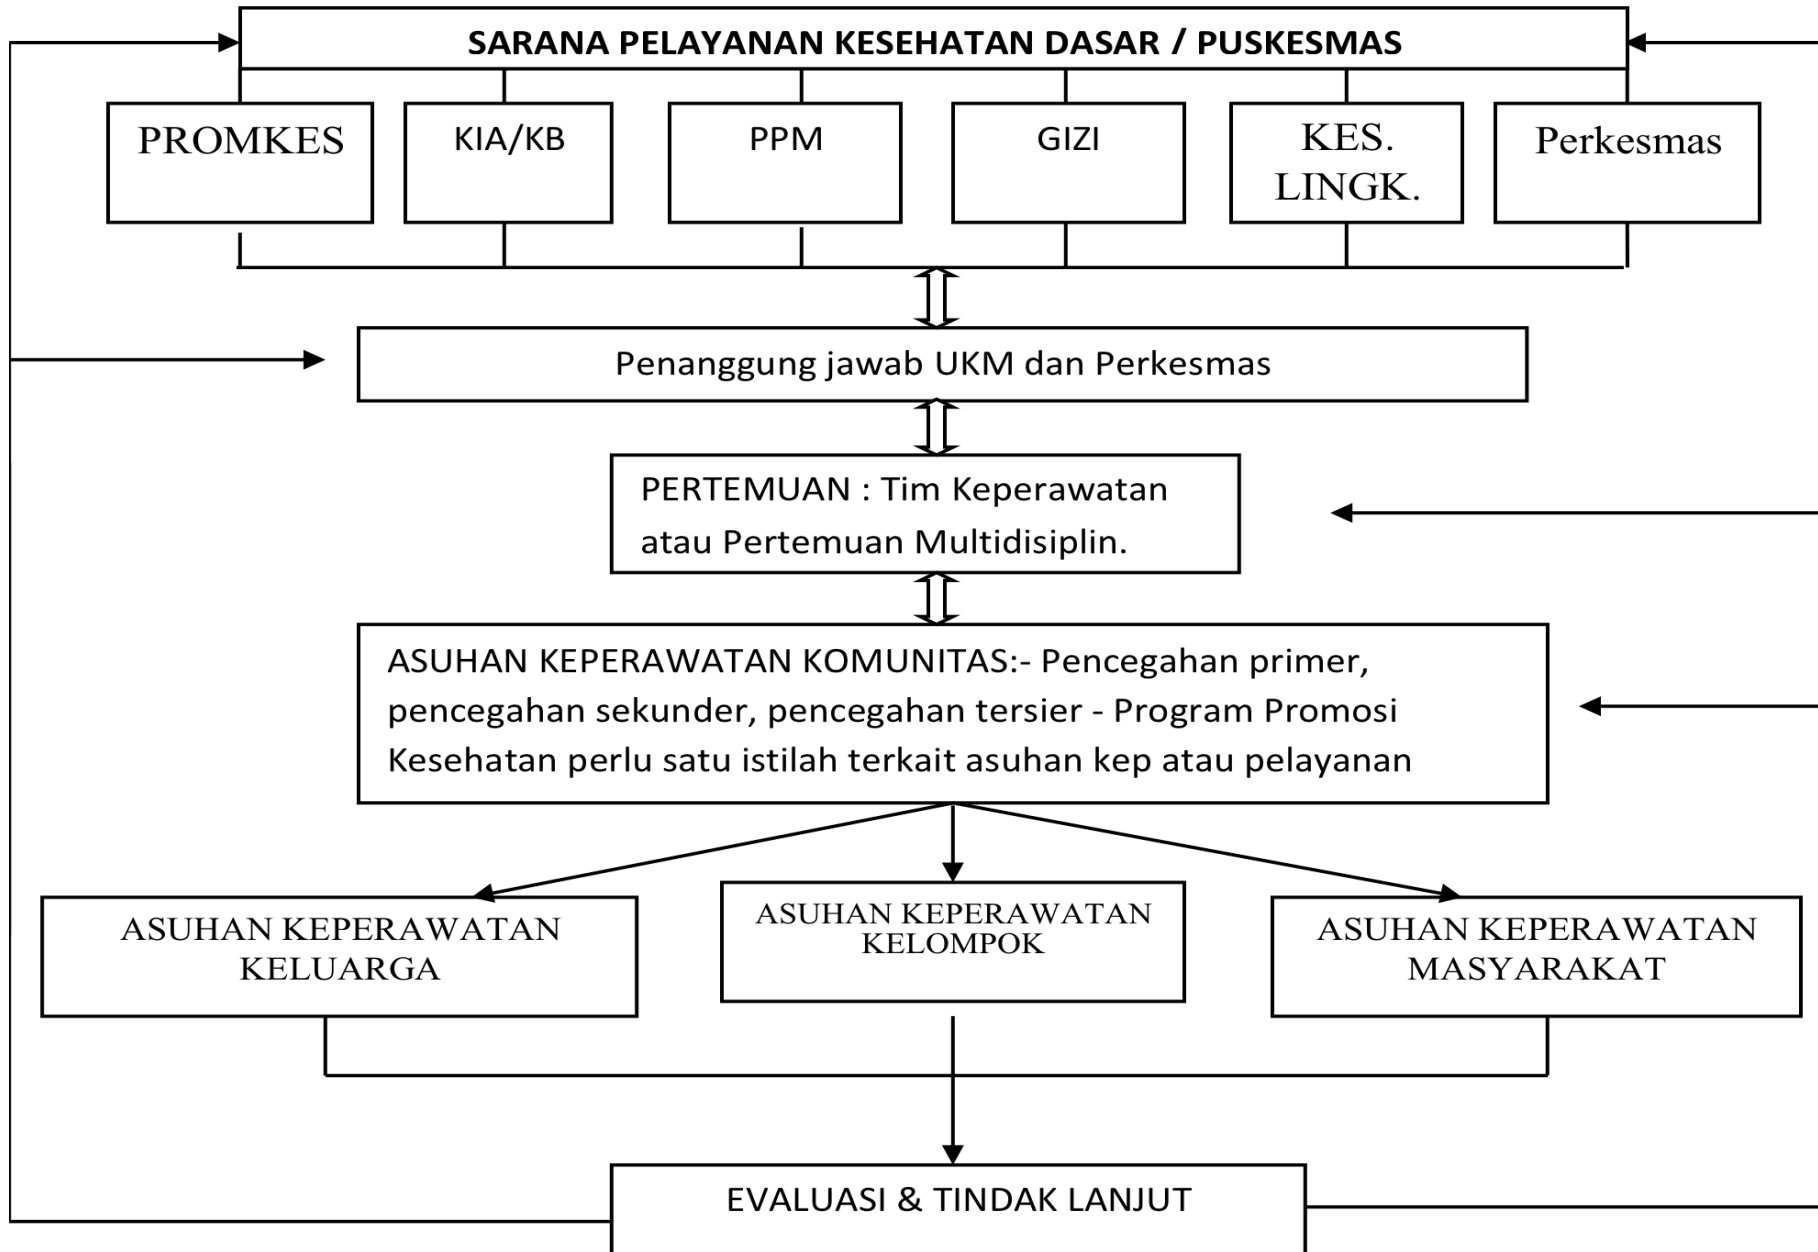 SARANA PELAYANAN KESEHATAN DASAR / PUSKESMAS
PROMKES
KIA/KB
PPM
GIZI
KES.
LINGK.
Perkesmas
Penanggung jawab UKM dan Perkesmas
PERTEMUAN : Tim Keperawatan
atau Pertemuan Multidisiplin.
ASUHAN KEPERAWATAN KOMUNITAS:- Pencegahan primer,
pencegahan sekunder, pencegahan tersier - Program Promosi
Kesehatan perlu satu istilah terkait asuhan kep atau pelayanan
ASUHAN KEPERAWATAN
KELUARGA
ASUHAN KEPERAWATAN
KELOMPOK
ASUHAN KEPERAWATAN
MASYARAKAT
EVALUASI & TINDAK LANJUT